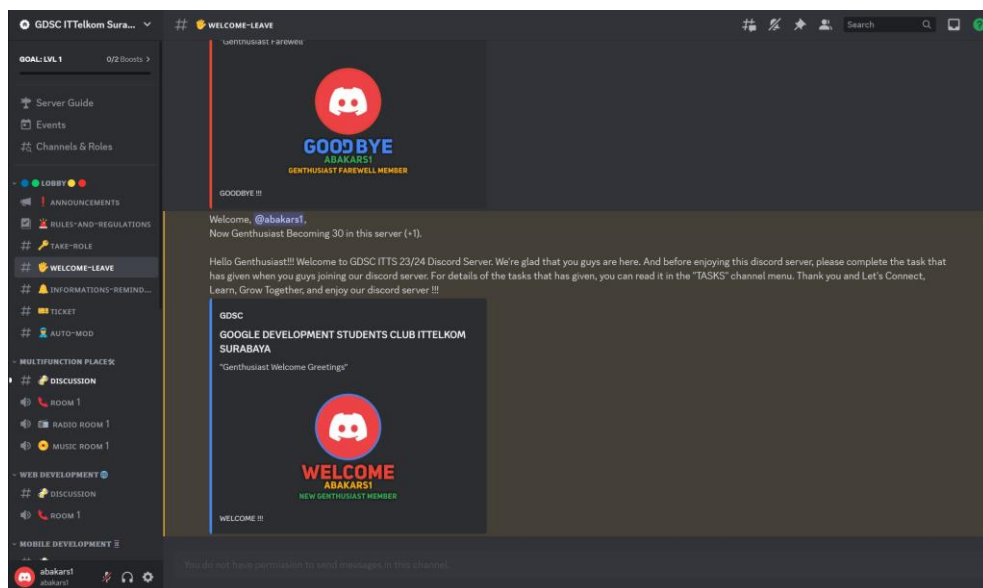 GDSC ITTelkom Sura...
GOAL: LVL 1 0/2 Boosts >
Server Guide
Events
Channels & Roles
LOBBY
ANNOUNCEMENTS
RULES-AND-REGULATIONS
TAKE-ROLE
WELCOME-LEAVE
INFORMATIONS-REMIND...
TICKET
AUTO-MOD
MULTIFUNCTION PLACE
DISCUSSION
ROOM 1
RADIO ROOM 1
MUSIC ROOM 1
WEB DEVELOPMENT
DISCUSSION
ROOM 1
MOBILE DEVELOPMENT
abakars1
abakars1
WELCOME-LEAVE
Search
"Genthusiast Farewell"
GOOD BYE
ABAKARS1
GENTHUSIAST FAREWELL MEMBER
GOODBYE !!!
Welcome, @abakars1,
Now Genthusiast Becoming 30 in this server (+1).
Hello Genthusiast!!! Welcome to GDSC ITTS 23/24 Discord Server. We're glad that you guys are here. And before enjoying this discord server, please complete the task that
has given when you guys joining our discord server. For details of the tasks that has given, you can read it in the "TASKS" channel menu. Thank you and Let's Connect,
Learn, Grow Together, and enjoy our discord server !!!
GDSC
GOOGLE DEVELOPMENT STUDENTS CLUB ITTELKOM
SURABAYA
"Genthusiast Welcome Greetings"
WELCOME
ABAKARS1
NEW GENTHUSIAST MEMBER
WELCOME !!!
You do not have permission to send messages in this channel.